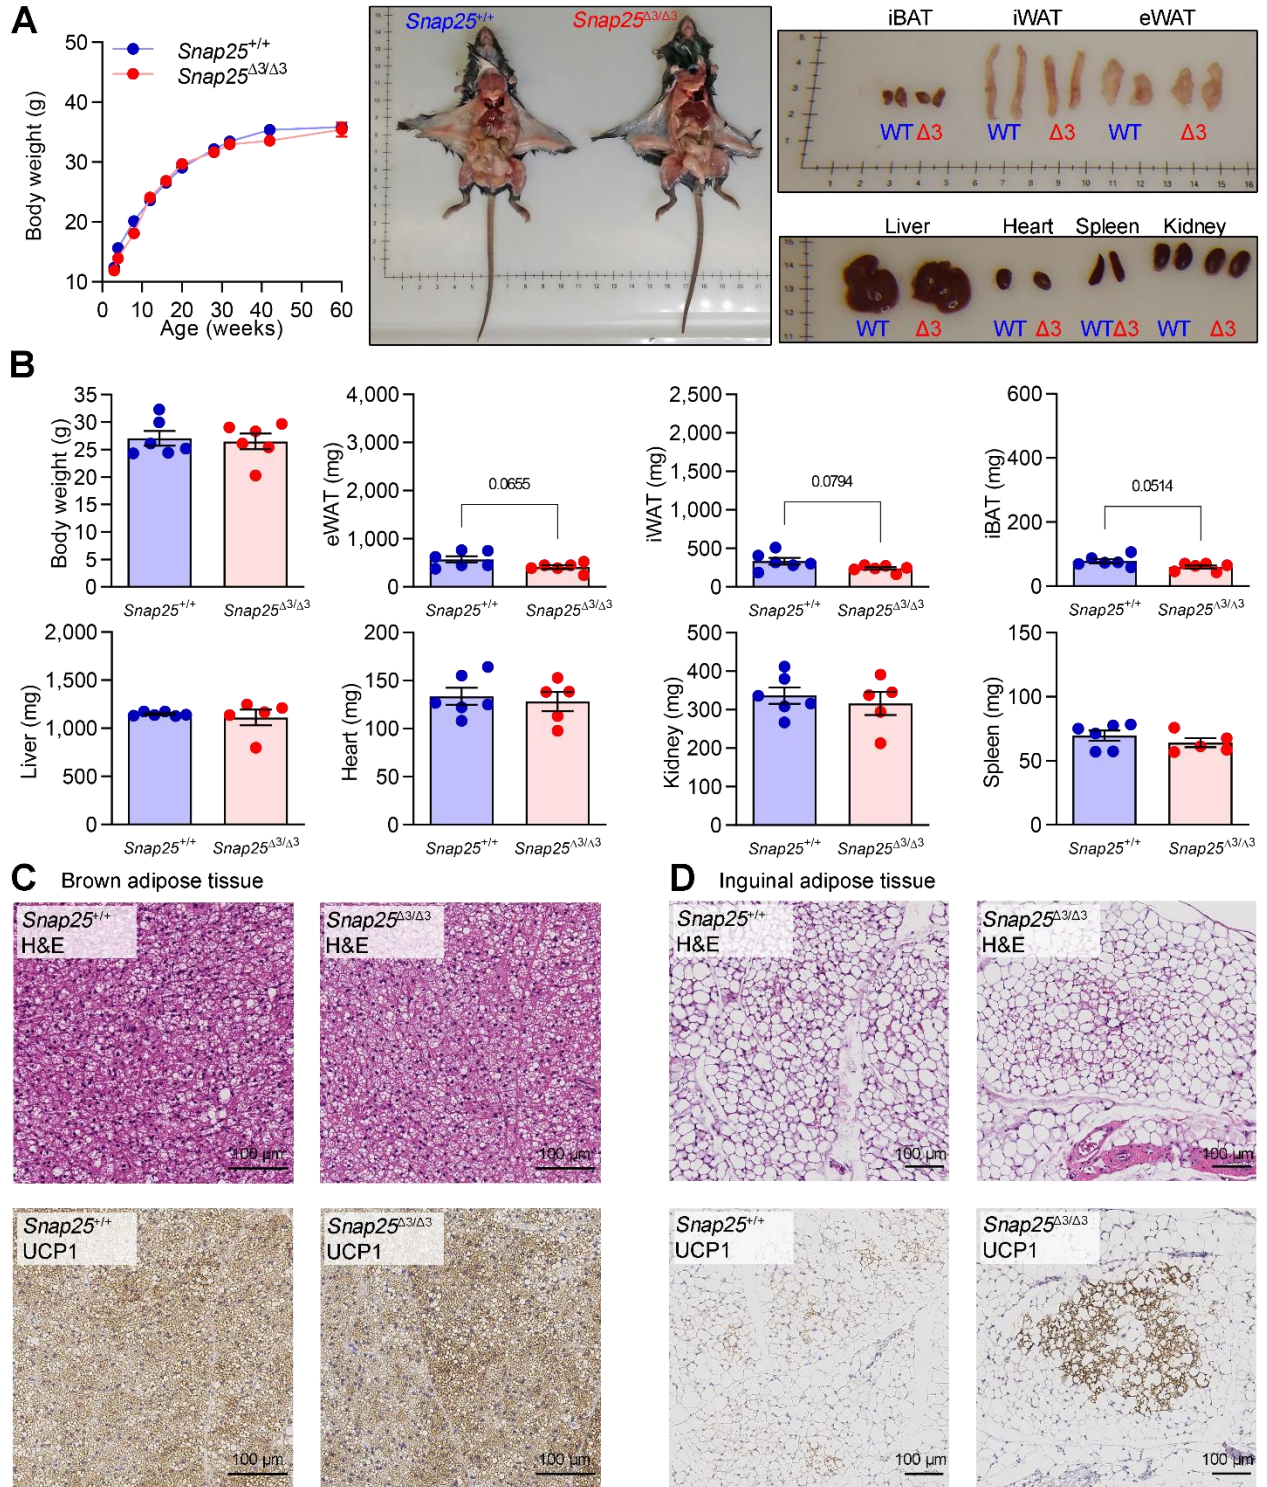 A
50
40
30
20
10
Body weight (g)
Snap25+/+
Snap25Δ3/Δ3
0 10 20 30 40 50 60
Age (weeks)
Snap25+/+ Snap25Δ3/Δ3
iBAT iWAT eWAT
WT Δ3 WT Δ3 WT Δ3
Liver Heart Spleen Kidney
WT Δ3 WT Δ3 WT Δ3 WT Δ3
B
35
30
25
20
15
10
5
0
Body weight (g)
Snap25+/+ Snap25Δ3/Δ3
4,000
3,000
2,000
1,000
0
eWAT (mg)
0.0655
Snap25+/+ Snap25Δ3/Δ3
2,500
2,000
1,500
1,000
500
0
iWAT (mg)
0.0794
Snap25+/+ Snap25Δ3/Δ3
600
400
200
0
iBAT (mg)
0.0514
Snap25+/+ Snap25Δ3/Δ3
2,000
1,500
1,000
500
0
Liver (mg)
Snap25+/+ Snap25Δ3/Δ3
200
150
100
50
0
Heart (mg)
Snap25+/+ Snap25Δ3/Δ3
500
400
300
200
100
0
Kidney (mg)
Snap25+/+ Snap25Δ3/Δ3
150
100
50
0
Spleen (mg)
Snap25+/+ Snap25Δ3/Δ3
C Brown adipose tissue
Snap25+/+
H&E
100 µm
Snap25Δ3/Δ3
H&E
100 µm
Snap25+/+
UCP1
100 µm
Snap25Δ3/Δ3
UCP1
100 µm
D Inguinal adipose tissue
Snap25+/+
H&E
100 µm
Snap25Δ3/Δ3
H&E
100 µm
Snap25+/+
UCP1
100 µm
Snap25Δ3/Δ3
UCP1
100 µm